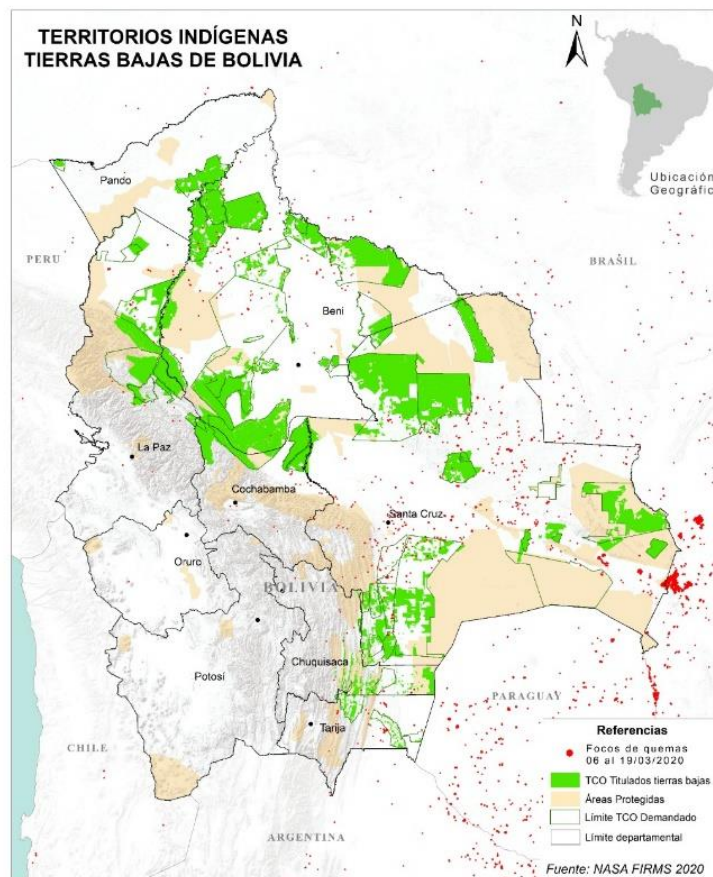 TERRITORIOS INDÍGENAS
TIERRAS BAJAS DE BOLIVIA
N
Ubicación
Geográfic
Pando
PERU
BRASIL
Beni
La Paz
Cochabamba
Santa Cruz
Oruro
BOLIVIA
Chuquisaca
Potosí
PARAGUAY
Tarija
CHILE
ARGENTINA
Referencias
Focos de quemas
06 al 19/03/2020
TCO Titulados tierras bajas
Áreas Protegidas
Límite TCO Demandado
Límite departamental
Fuente: NASA FIRMS 2020